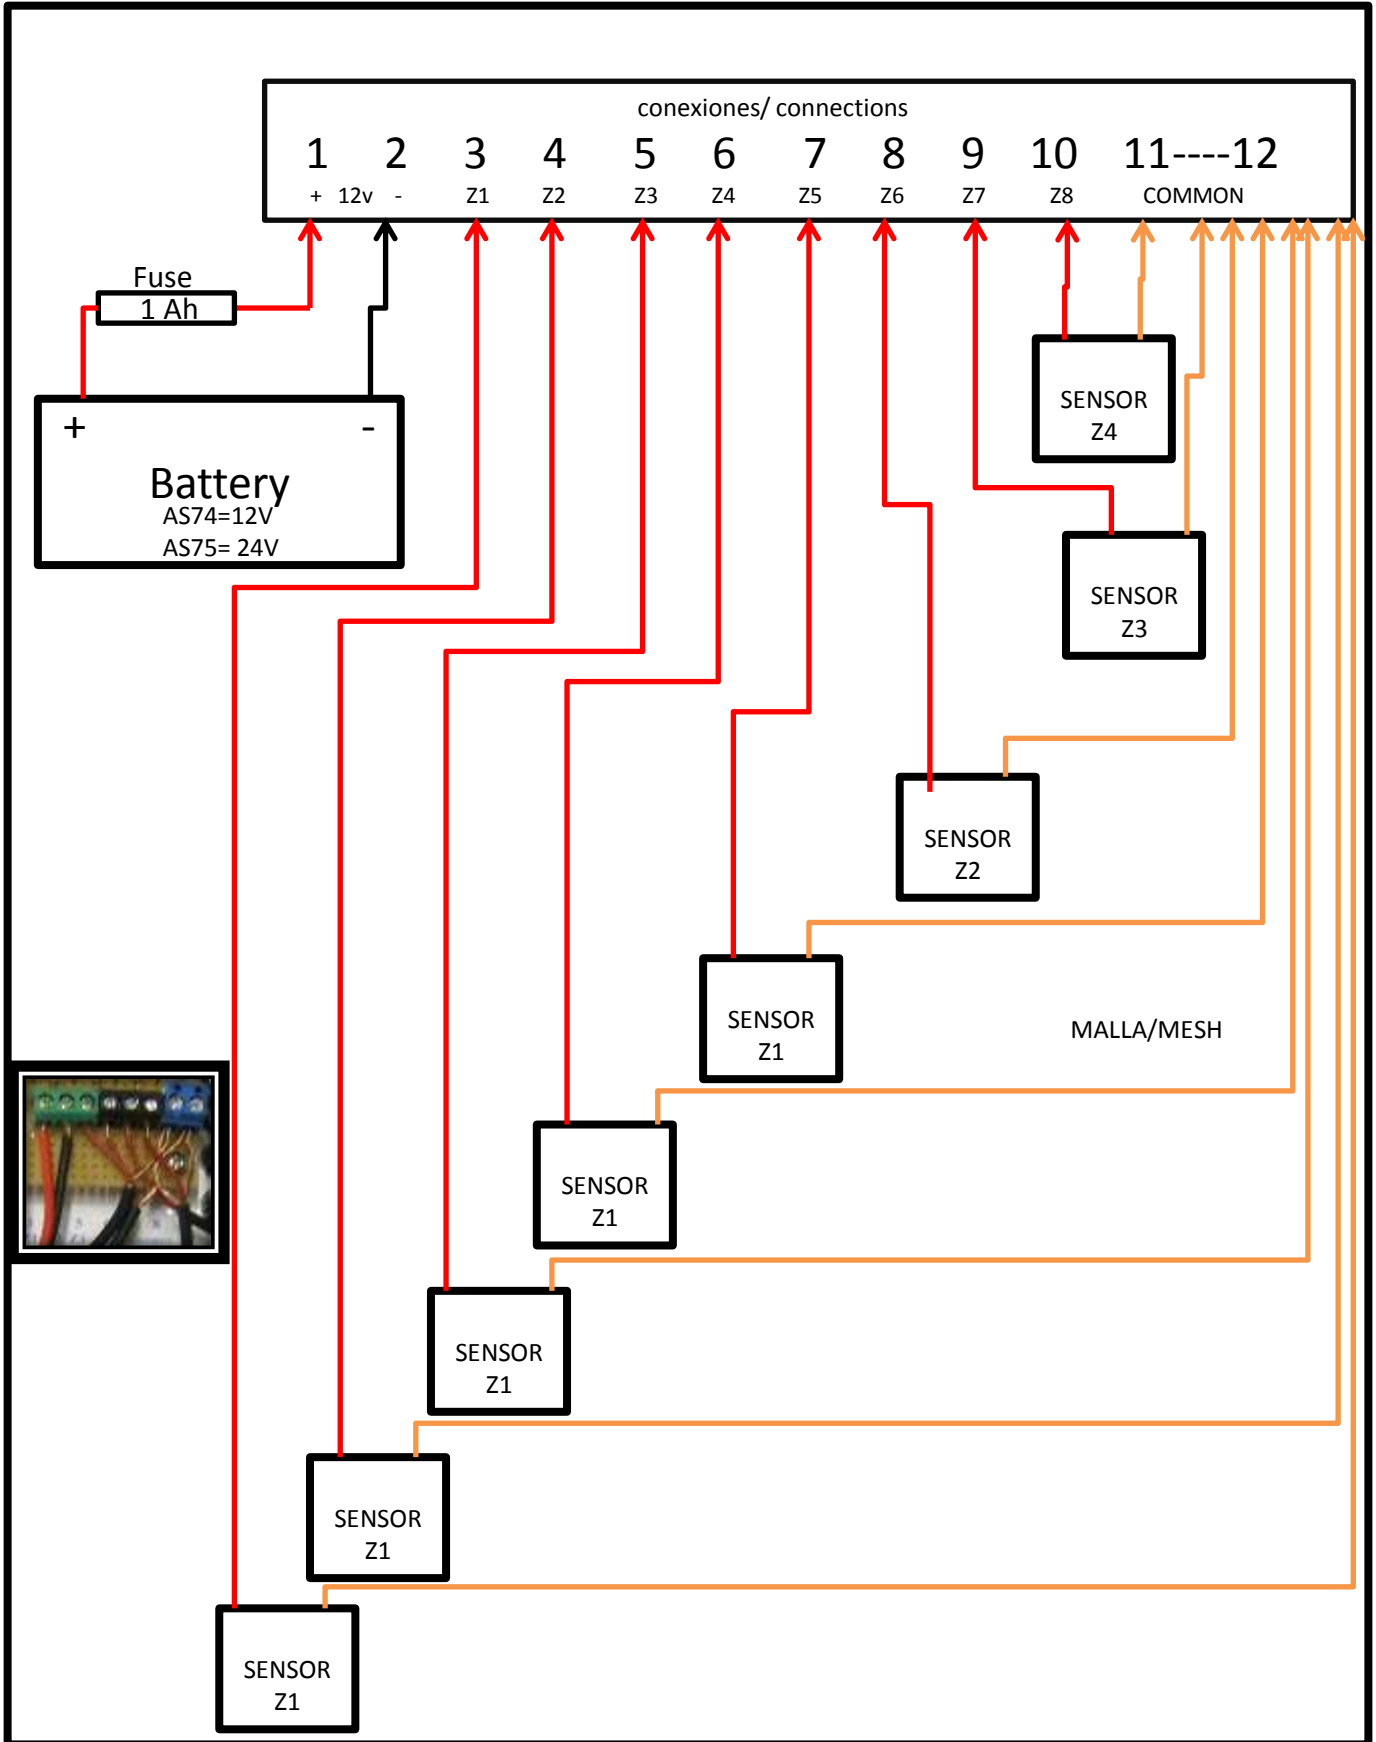 conexiones/ connections
1 2 3 4 5 6 7 8 9 10 11----12
+ 12v - Z1 Z2 Z3 Z4 Z5 Z6 Z7 Z8 COMMON
Fuse
1 Ah
+ -
Battery
AS74=12V
AS75= 24V
SENSOR
Z4
SENSOR
Z3
SENSOR
Z2
SENSOR
Z1
MALLA/MESH
SENSOR
Z1
SENSOR
Z1
SENSOR
Z1
SENSOR
Z1